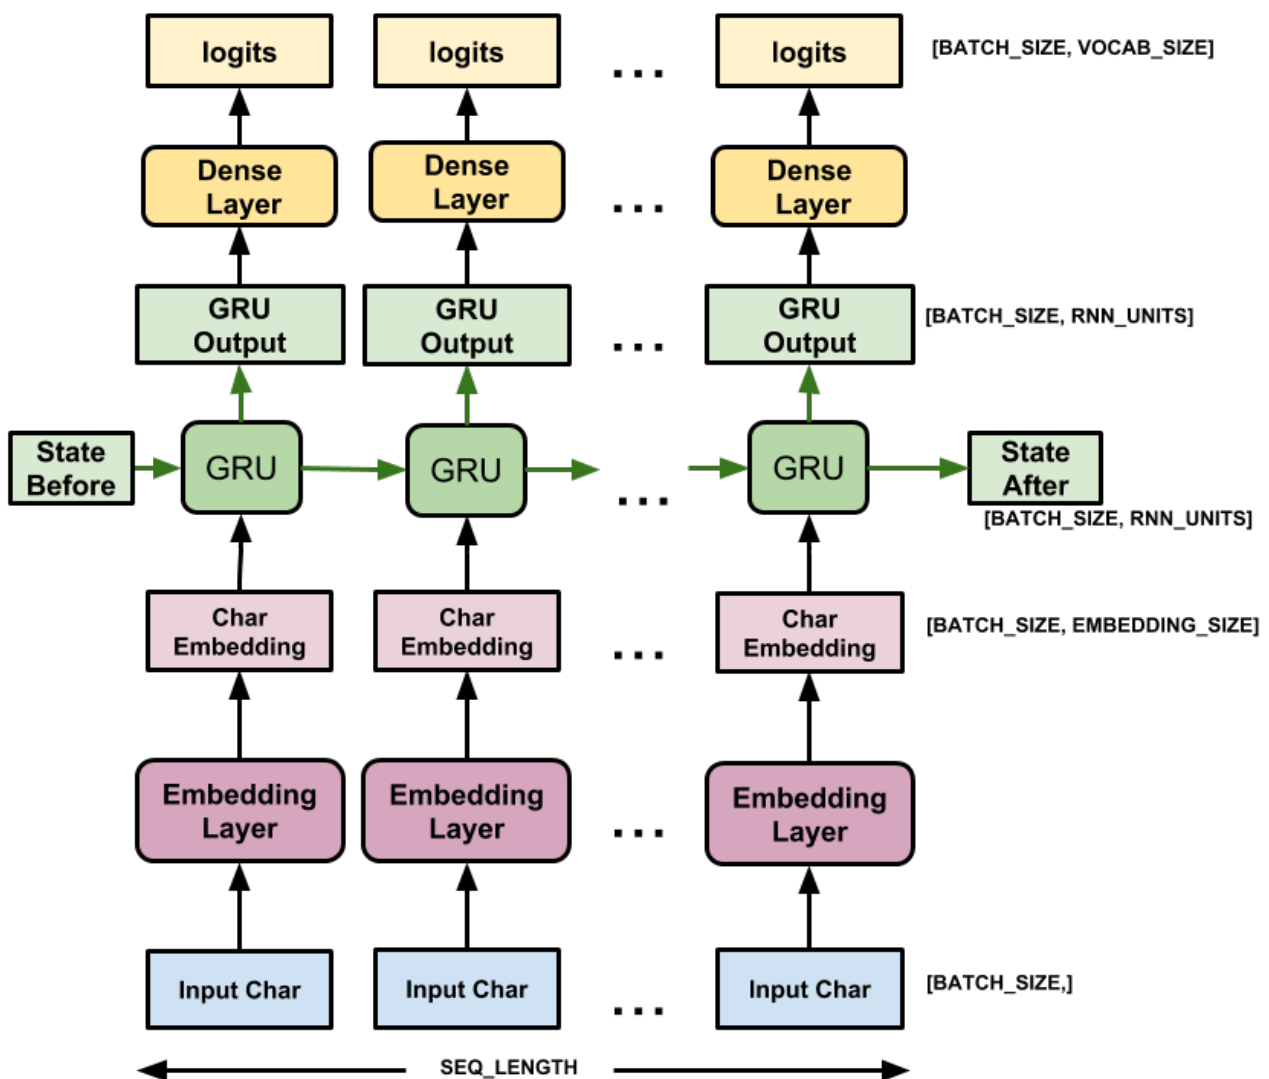 logits
logits
...
logits
[BATCH_SIZE, VOCAB_SIZE]
Dense
Layer
Dense
Layer
...
Dense
Layer
GRU
Output
GRU
Output
...
GRU
Output
[BATCH_SIZE, RNN_UNITS]
State
Before
GRU
GRU
...
GRU
State
After
[BATCH_SIZE, RNN_UNITS]
Char
Embedding
Char
Embedding
...
Char
Embedding
[BATCH_SIZE, EMBEDDING_SIZE]
Embedding
Layer
Embedding
Layer
...
Embedding
Layer
Input Char
Input Char
...
Input Char
[BATCH_SIZE,]
SEQ_LENGTH